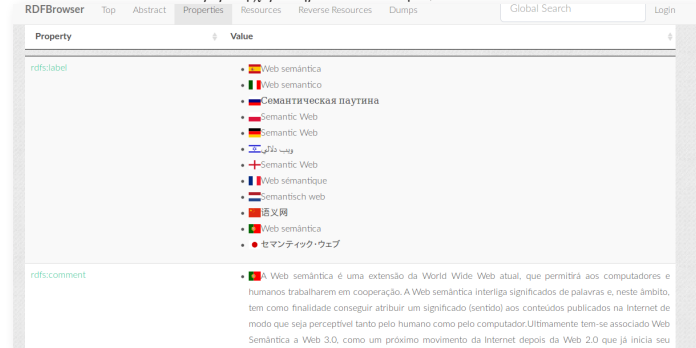 RDFBrowser Top Abstract Properties Resources Reverse Resources Dumps Global Search Login
Property Value
rdfs:label
Web semántica
Web semantico
Семантическая паутина
Semantic Web
Semantic Web
ويب دلالي
Semantic Web
Web sémantique
Semantisch web
语义网
Web semântica
セマンティック・ウェブ
rdfs:comment
A Web semântica é uma extensão da World Wide Web atual, que permitirá aos computadores e
humanos trabalharem em cooperação. A Web semântica interliga significados de palavras e, neste âmbito,
tem como finalidade conseguir atribuir um significado (sentido) aos conteúdos publicados na Internet de
modo que seja perceptível tanto pelo humano como pelo computador.Ultimamente tem-se associado Web
Semântica a Web 3.0, como um próximo movimento da Internet depois da Web 2.0 que já inicia seu